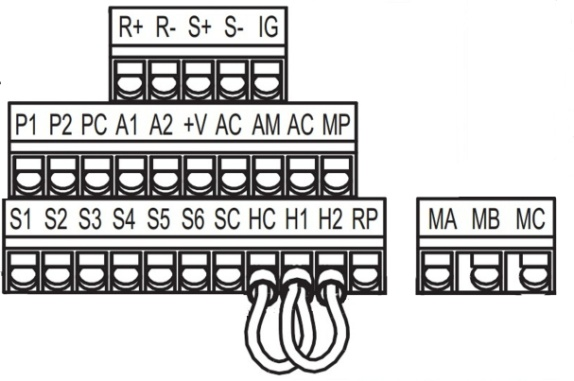 R+ R- S+ S- IG
P1 P2 PC A1 A2 +V AC AM AC MP
S1 S2 S3 S4 S5 S6 SC HC H1 H2 RP
MA MB MC